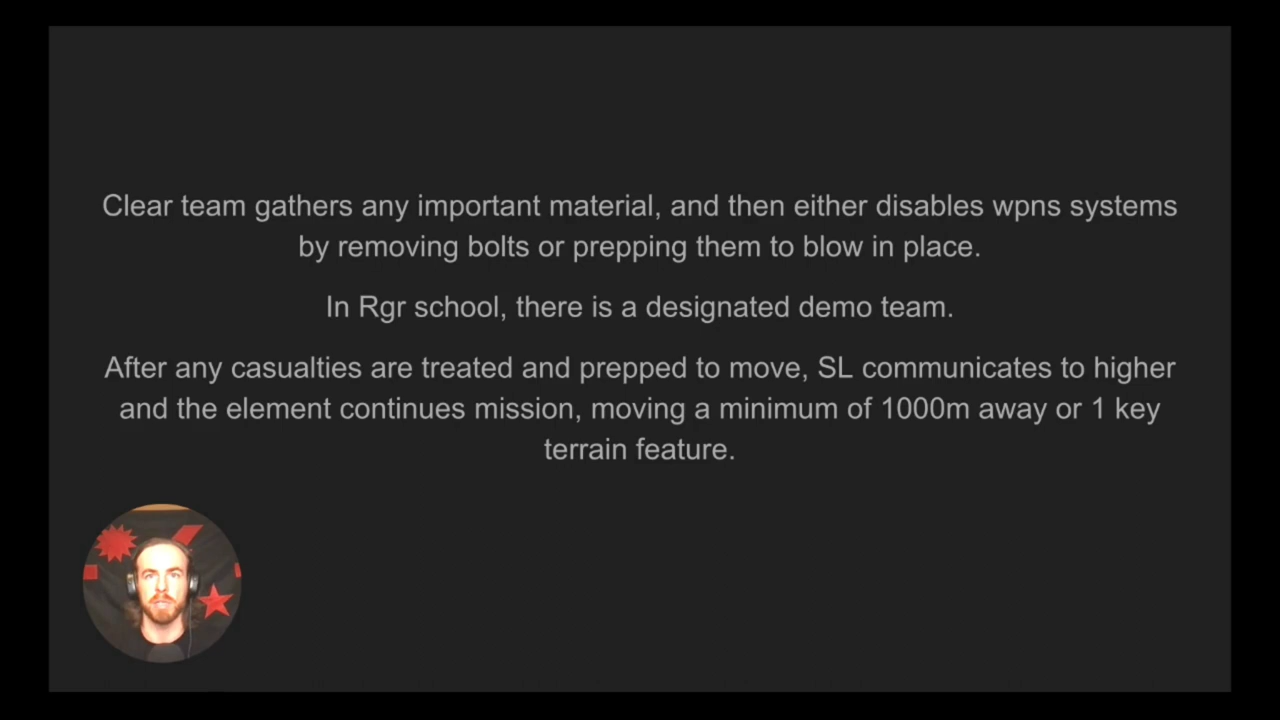 Clear team gathers any important material, and then either disables wpns systems
by removing bolts or prepping them to blow in place.
In Rgr school, there is a designated demo team.
After any casualties are treated and prepped to move, SL communicates to higher
and the element continues mission, moving a minimum of 1000m away or 1 key
terrain feature.